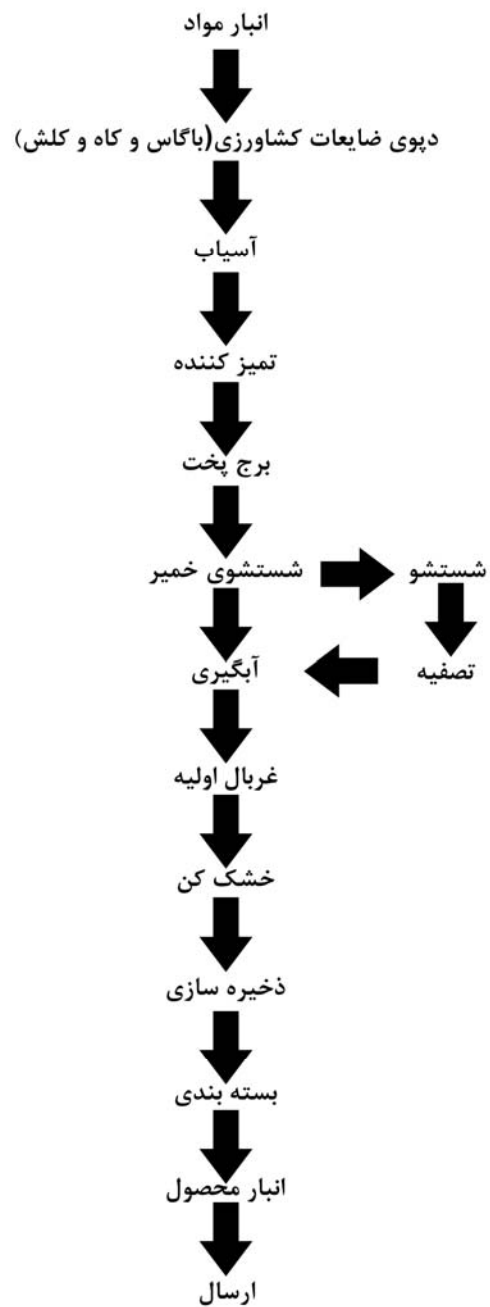 انبار مواد
دپوی ضایعات کشاورزی(باگاس و کاه و کلش)
آسیاب
تمیز کننده
برج پخت
شستشوی خمیر
شستشو
آبگیری
تصفیه
غربال اولیه
خشک کن
ذخیره سازی
بسته بندی
انبار محصول
ارسال